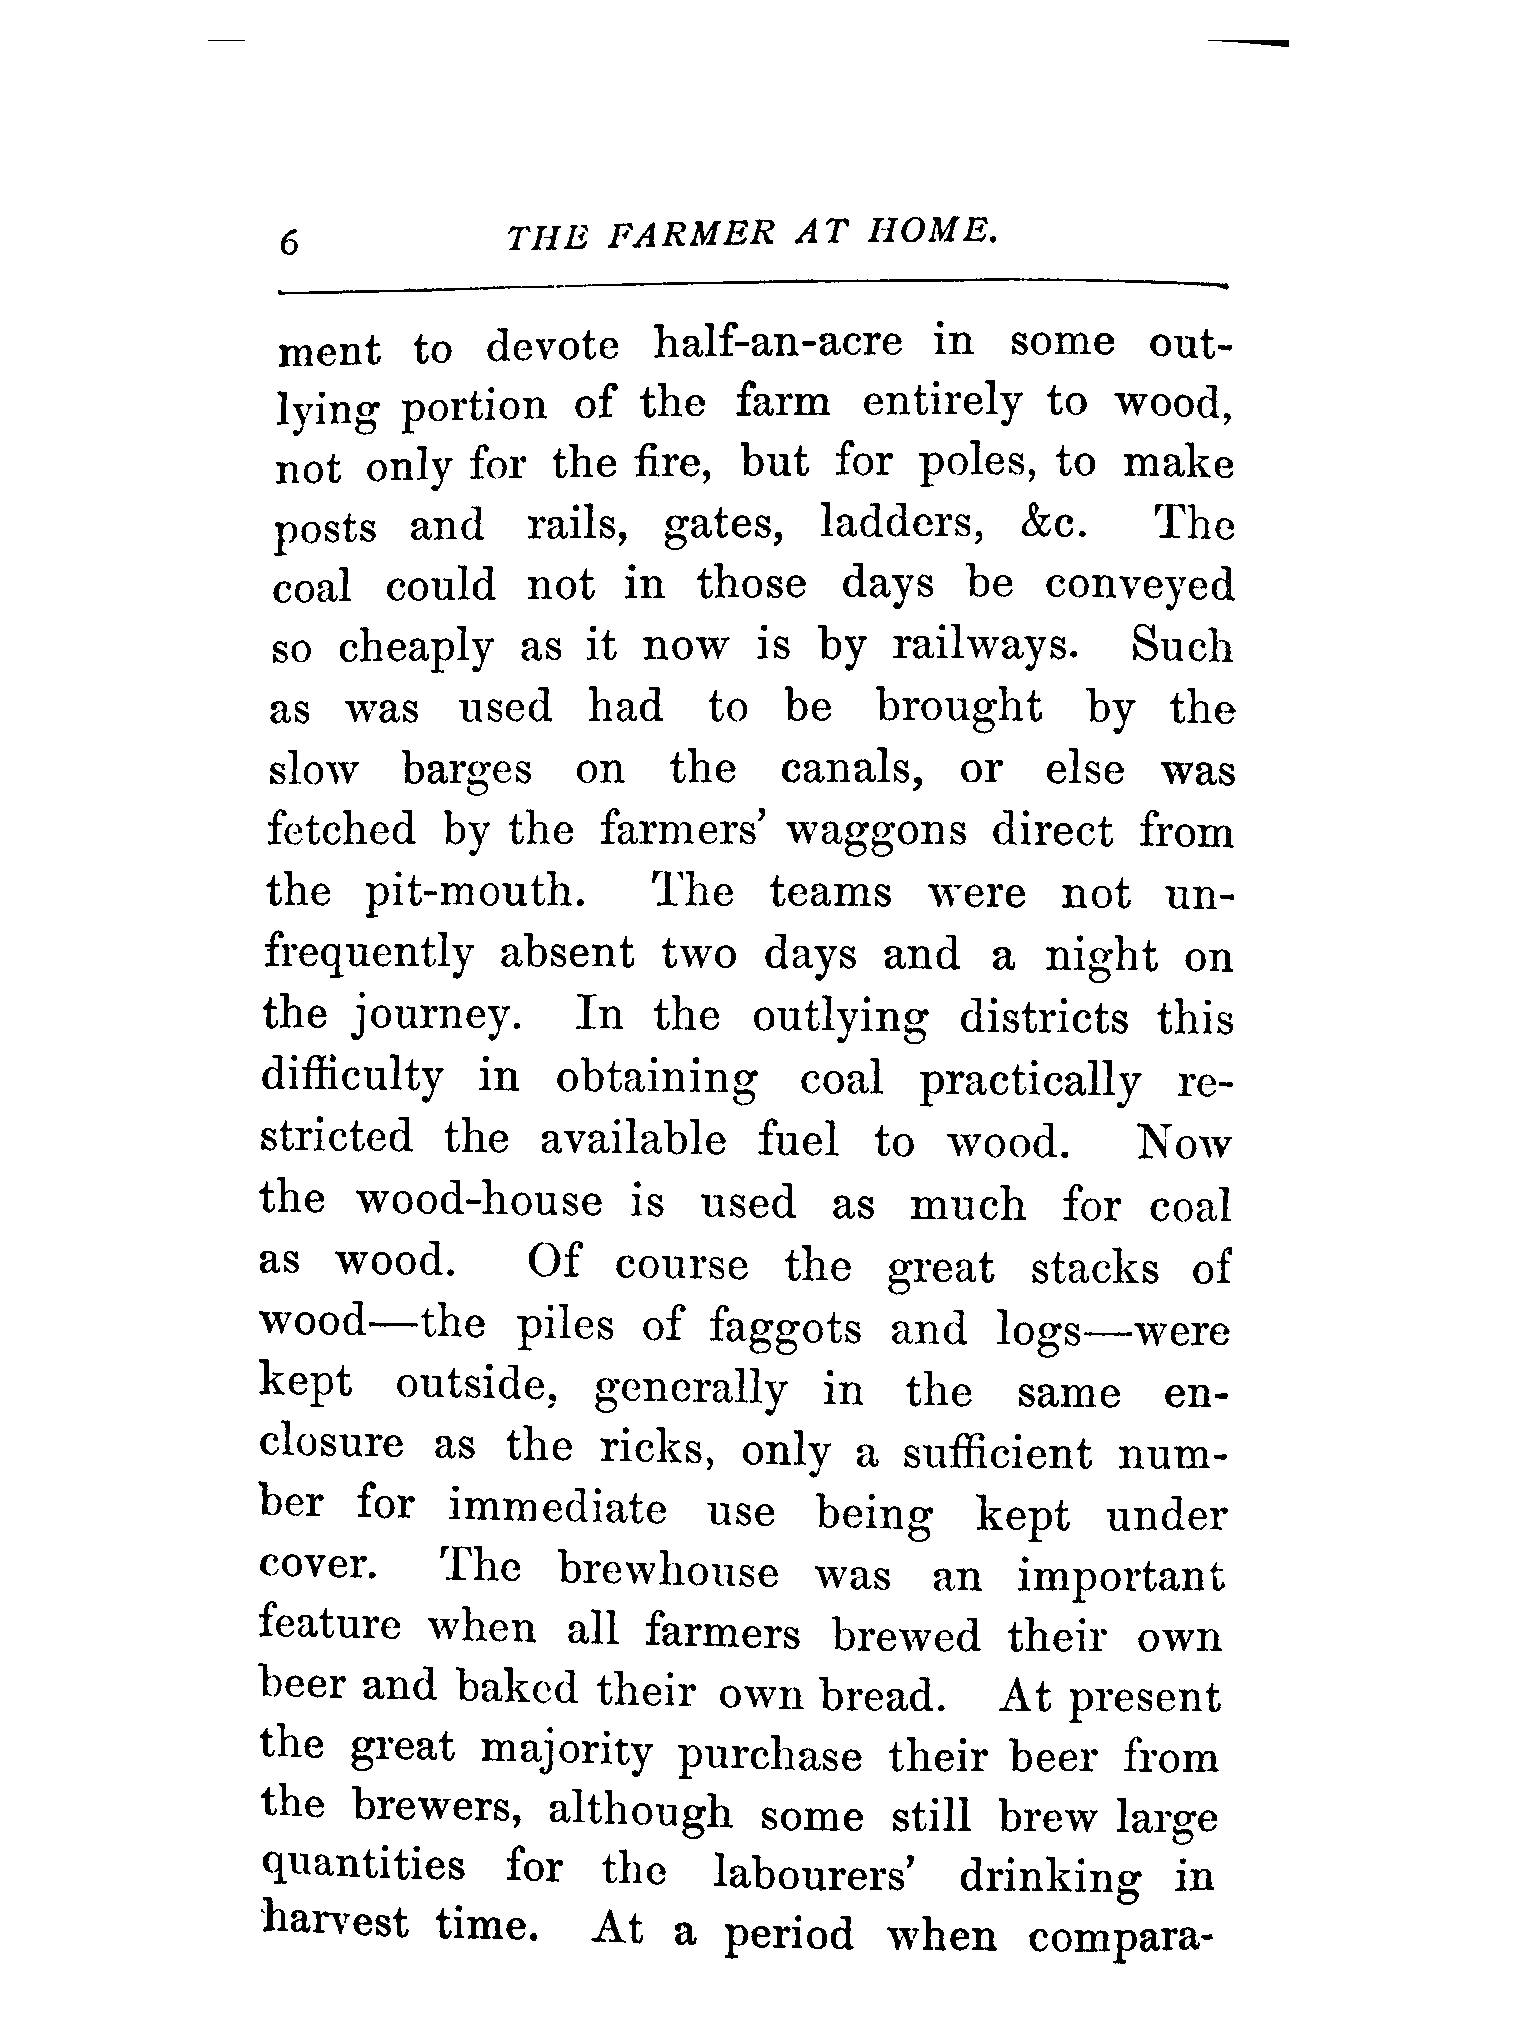 6 THE FARMER AT HOME.
ment to devote half-an-acre in some out-
lying portion of the farm entirely to wood,
not only for the fire, but for poles, to make
posts and rails, gates, ladders, &c. The
coal could not in those days be conveyed
so cheaply as it now is by railways. Such
as was used had to be brought by the
slow barges on the canals, or else was
fetched by the farmers' waggons direct from
the pit-mouth. The teams were not un-
frequently absent two days and a night on
the journey. In the outlying districts this
difficulty in obtaining coal practically re-
stricted the available fuel to wood. Now
the wood-house is used as much for coal
as wood. Of course the great stacks of
wood—the piles of faggots and logs—were
kept outside, generally in the same en-
closure as the ricks, only a sufficient num-
ber for immediate use being kept under
cover. The brewhouse was an important
feature when all farmers brewed their own
beer and baked their own bread. At present
the great majority purchase their beer from
the brewers, although some still brew large
quantities for the labourers' drinking in
harvest time. At a period when compara-